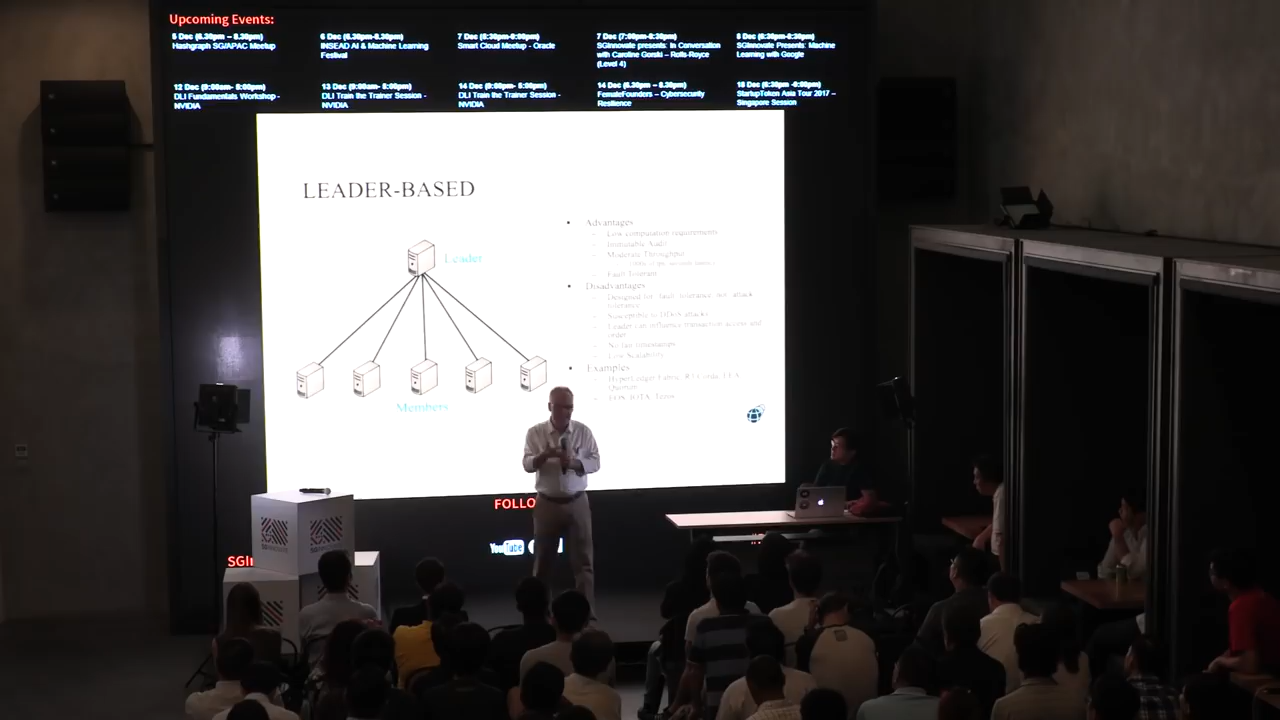 Upcoming Events:
5 Dec (6.30pm – 8.30pm)
Hashgraph SG/APAC Meetup
6 Dec (6.30pm-8.30pm)
INSEAD AI & Machine Learning
Festival
7 Dec (6:30pm-9:00pm)
Smart Cloud Meetup - Oracle
7 Dec (7:00pm-8:30pm)
SGInnovate presents: In Conversation
with Caroline Gorski – Rolls-Royce
(Level 4)
8 Dec (6:30pm-8:30pm)
SGInnovate Presents: Machine
Learning with Google
12 Dec (9:00am- 6:00pm)
DLI Fundamentals Workshop -
NVIDIA
13 Dec (9:00am- 6:00pm)
DLI Train the Trainer Session -
NVIDIA
14 Dec (9:00pm- 6:00pm)
DLI Train the Trainer Session -
NVIDIA
14 Dec (6.30pm – 8.30pm)
FemaleFounders – Cybersecurity
Resilience
15 Dec (6:30pm -9:00pm)
StartupToken Asia Tour 2017 –
Singapore Session
LEADER-BASED
Leader
Members
• Advantages
– Low computation requirements
– Immutable Audit
– Moderate Throughput
– Fault Tolerant
• Disadvantages
– Designed for fault tolerance not attack
tolerance
– Susceptible to DDoS attacks
– Leader can influence transaction access and
order
– No fair timestamps
– Low Scalability
• Examples
– HyperLedger Fabric, R3 Corda, EEA
Quorum
FOLLO
YouTube
SGI